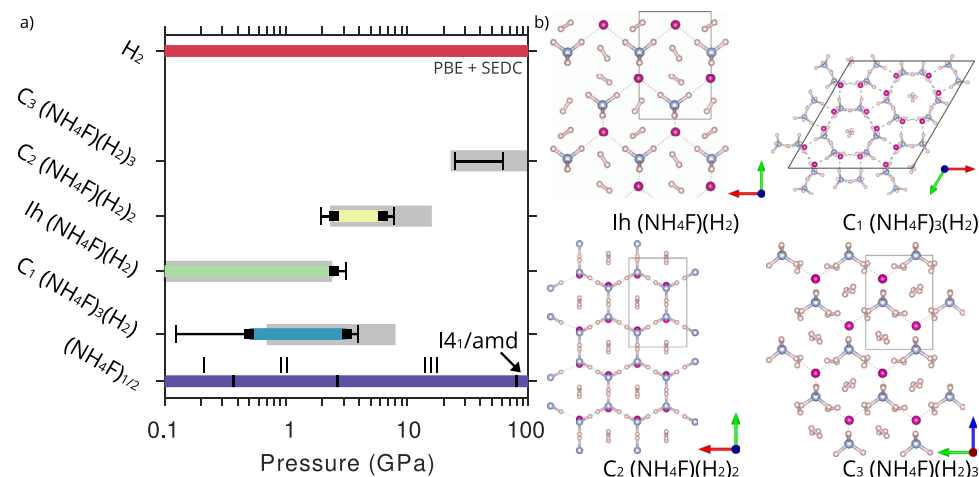 a)
H₂
PBE + SEDC
C₃ (NH₄F)(H₂)₃
C₂ (NH₄F)(H₂)₂
Ih (NH₄F)(H₂)
C₁ (NH₄F)₃(H₂)
(NH₄F)₁/₂
I4₁/amd
0.1 1 10 100
Pressure (GPa)
b)
Ih (NH₄F)(H₂)
C₁ (NH₄F)₃(H₂)
C₂ (NH₄F)(H₂)₂
C₃ (NH₄F)(H₂)₃